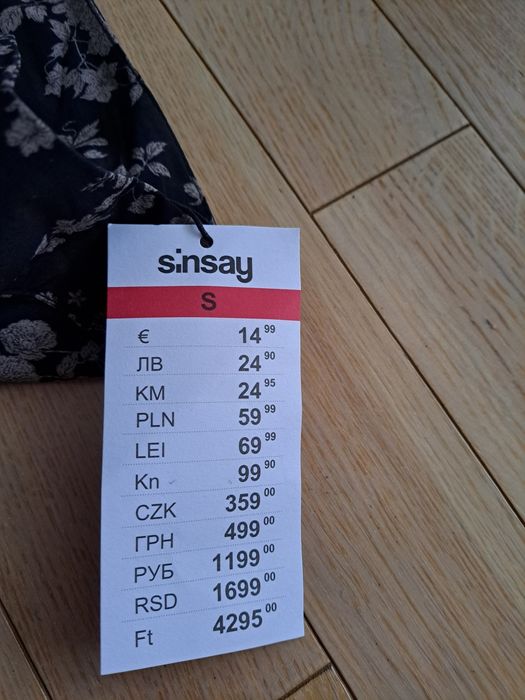 sinsay
S
€ 14 99
ЛВ 24 90
KM 24 95
PLN 59 99
LEI 69 99
Kn 99 90
CZK 359 00
ГРН 499 00
РУБ 1199 00
RSD 1699 00
Ft 4295 00